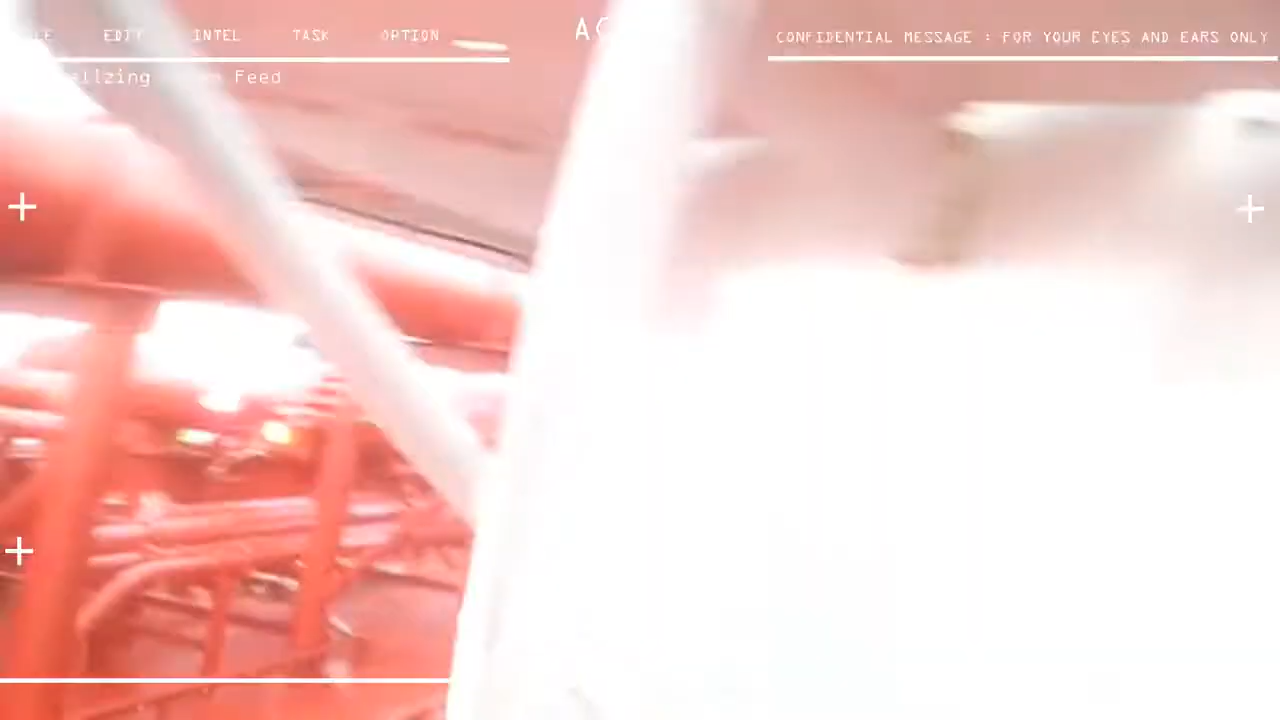 EDIT INTEL TASK OPTION
CONFIDENTIAL MESSAGE : FOR YOUR EYES AND EARS ONLY
Feed